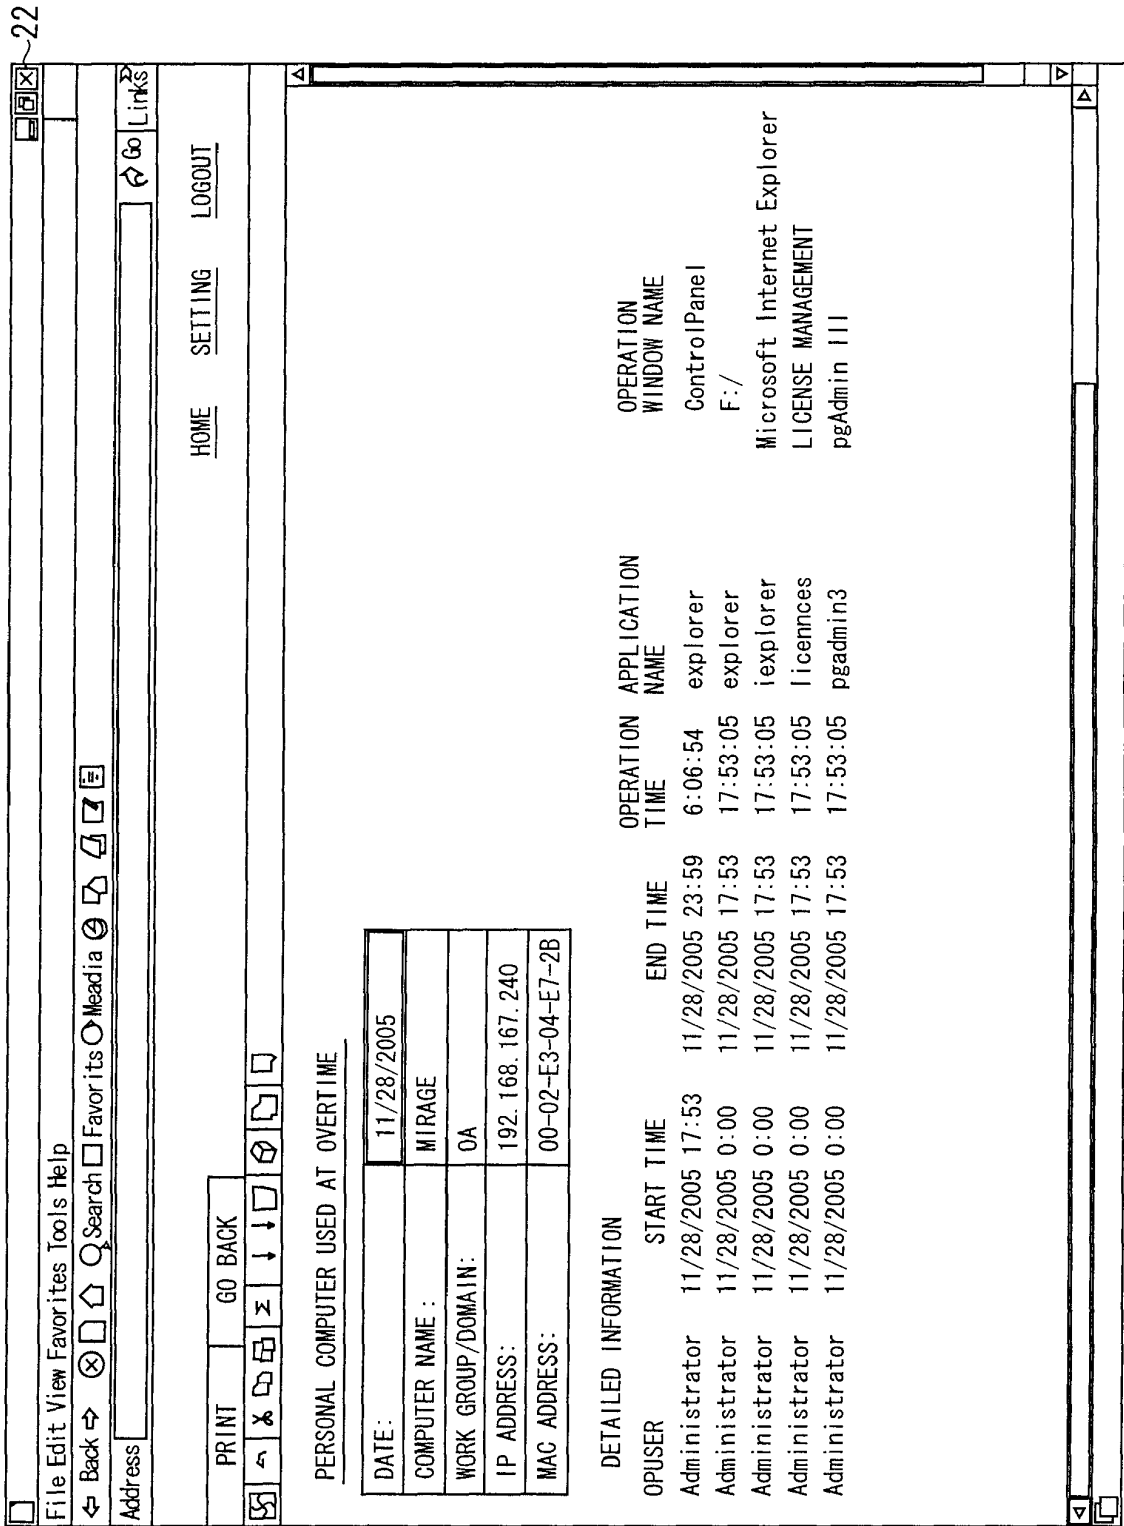 22
File Edit View Favorites Tools Help
Back Search Favorits Meadia
Address Go Links
HOME SETTING LOGOUT
PRINT GO BACK
PERSONAL COMPUTER USED AT OVERTIME
DATE: 11/28/2005
COMPUTER NAME : MIRAGE
WORK GROUP/DOMAIN: OA
IP ADDRESS: 192.168.167.240
MAC ADDRESS: 00-02-E3-04-E7-2B
DETAILED INFORMATION
OPUSER START TIME END TIME OPERATION TIME APPLICATION NAME OPERATION WINDOW NAME
Administrator 11/28/2005 17:53 11/28/2005 23:59 6:06:54 explorer ControlPanel
Administrator 11/28/2005 0:00 11/28/2005 17:53 17:53:05 explorer F:/
Administrator 11/28/2005 0:00 11/28/2005 17:53 17:53:05 iexplorer Microsoft Internet Explorer
Administrator 11/28/2005 0:00 11/28/2005 17:53 17:53:05 licennces LICENSE MANAGEMENT
Administrator 11/28/2005 0:00 11/28/2005 17:53 17:53:05 pgadmin3 pgAdmin III